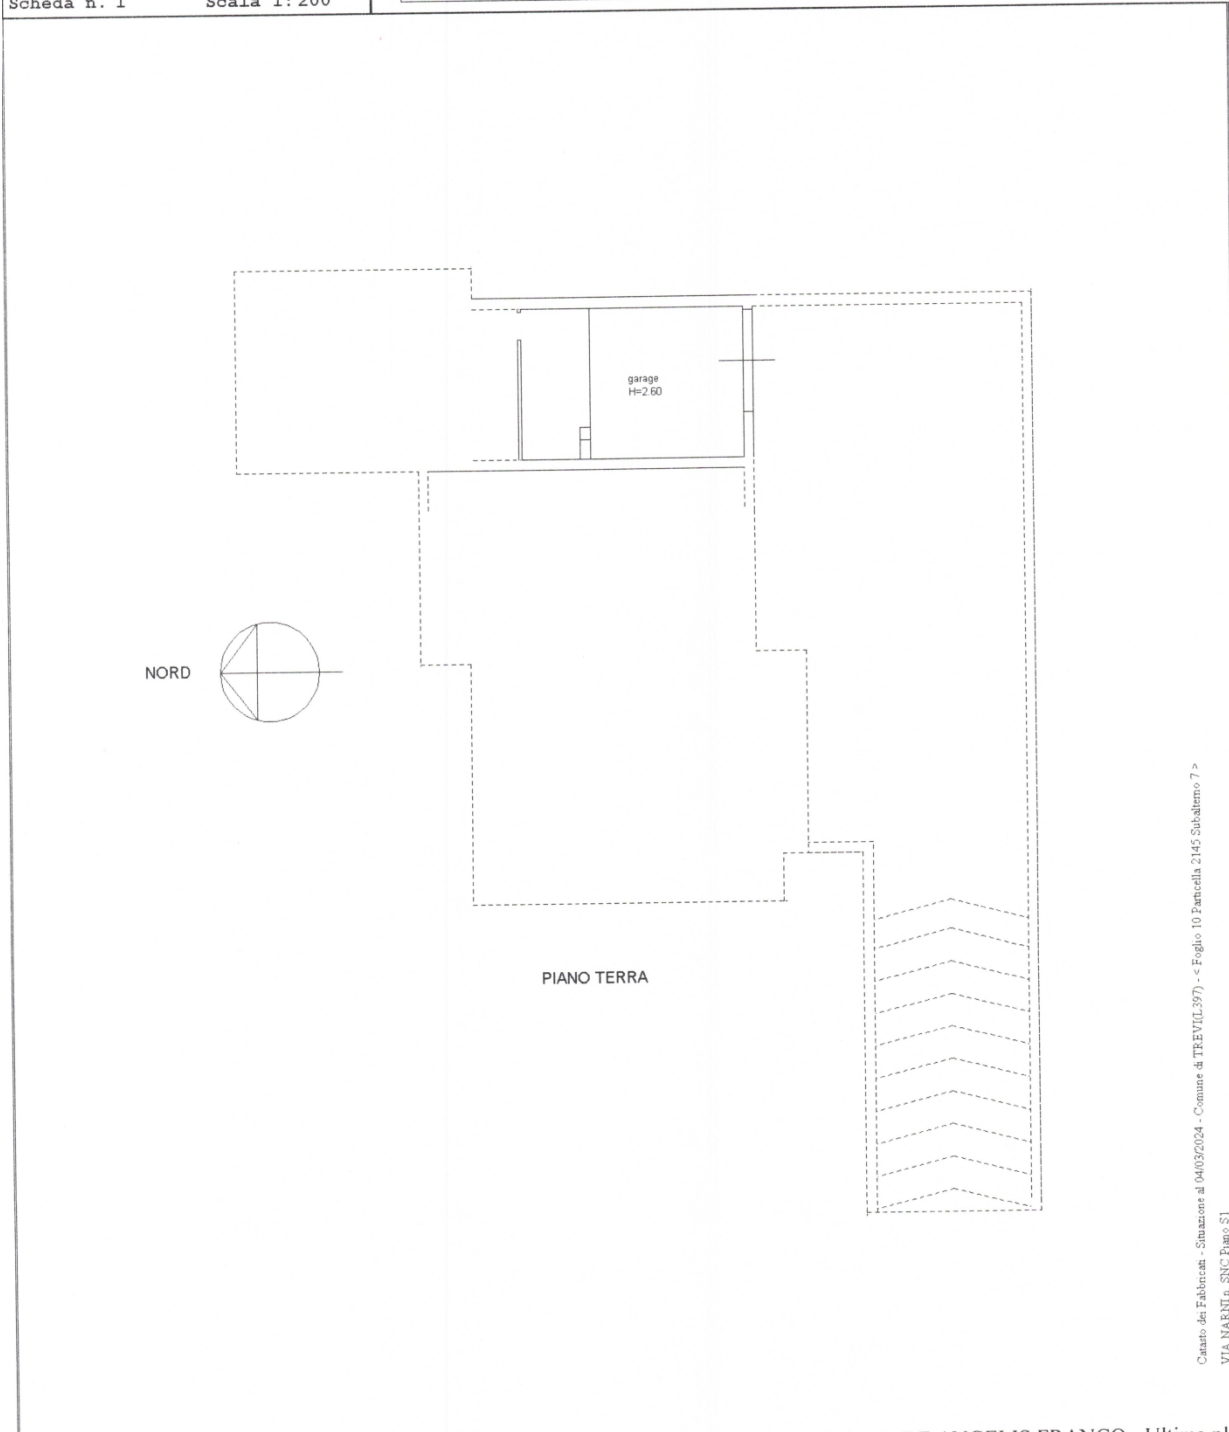 Scheda n. 1 Scala 1:200
garage
H=2.60
NORD
PIANO TERRA
Catasto dei Fabbricati - Situazione al 04/03/2024 - Comune di TREVI(L397) - < Foglio 10 Particella 2145 Subalterno 7 >
VIA NARNI n. SNC Piano S1
FRANCO - Ultima